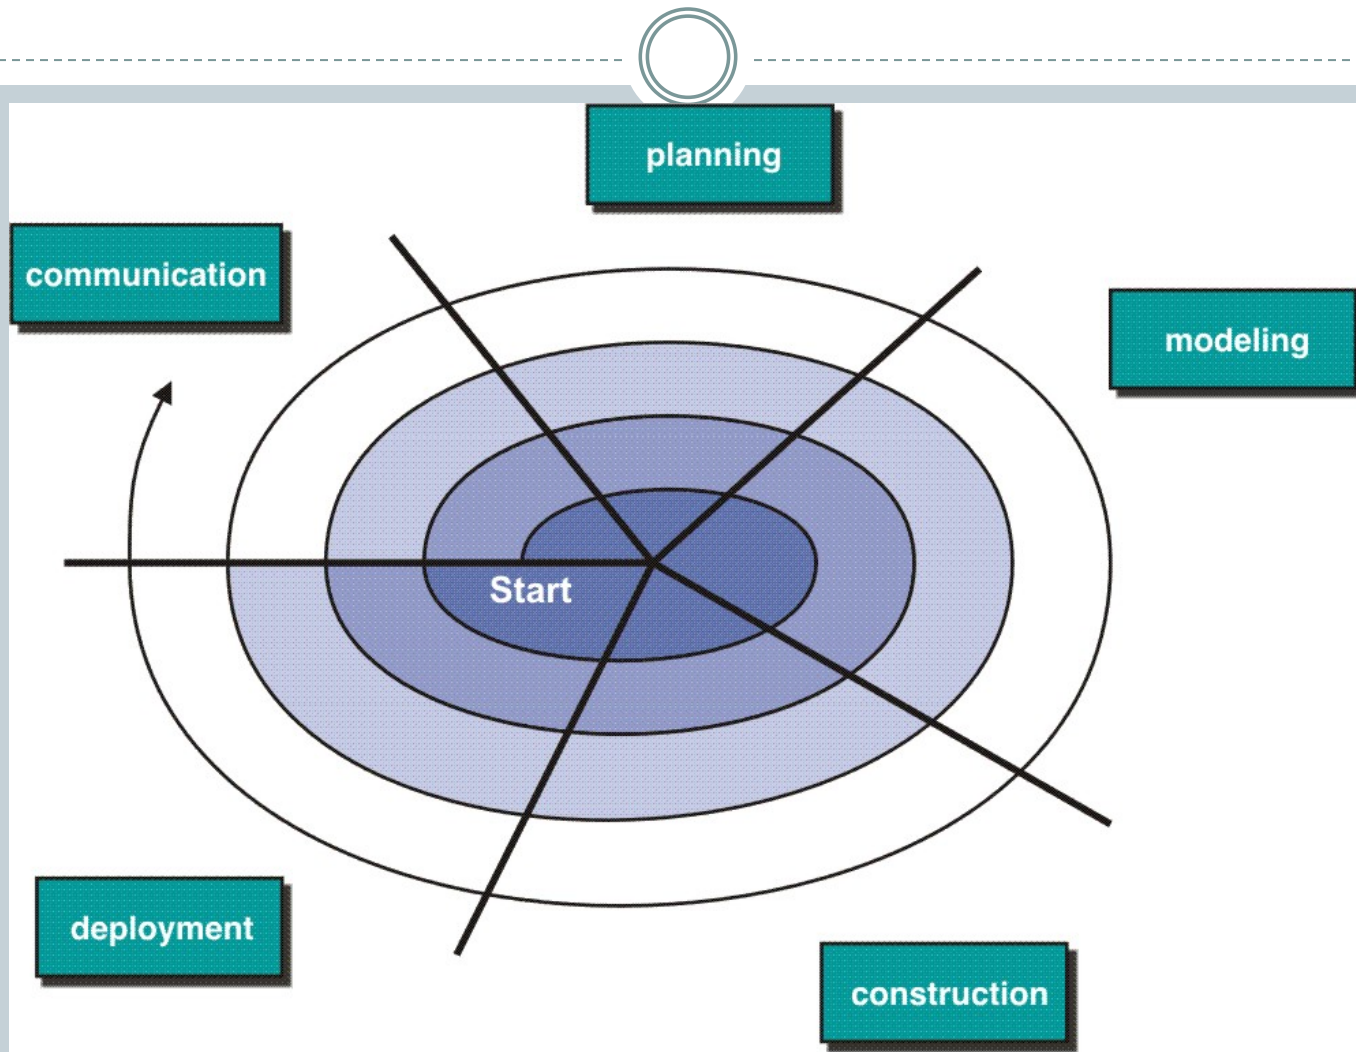 planning
communication
modeling
Start
deployment
construction